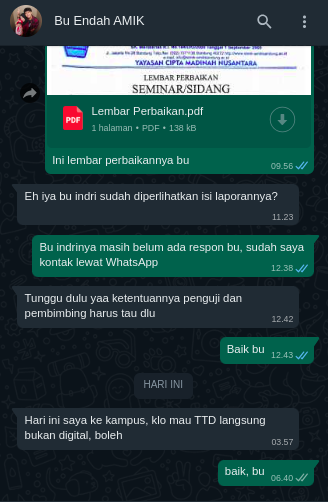 Bu Endah AMIK
YAYASAN CIPTA MADINAH NUSANTARA
LEMBAR PERBAIKAN
SEMINAR/SIDANG
Lembar Perbaikan.pdf
PDF
1 halaman • PDF • 138 kB
Ini lembar perbaikannya bu
09.56
Eh iya bu indri sudah diperlihatkan isi laporannya?
11.23
Bu indrinya masih belum ada respon bu, sudah saya
kontak lewat WhatsApp
12.38
Tunggu dulu yaa ketentuannya penguji dan
pembimbing harus tau dlu
12.42
Baik bu
12.43
HARI INI
Hari ini saya ke kampus, klo mau TTD langsung
bukan digital, boleh
03.57
baik, bu
06.40